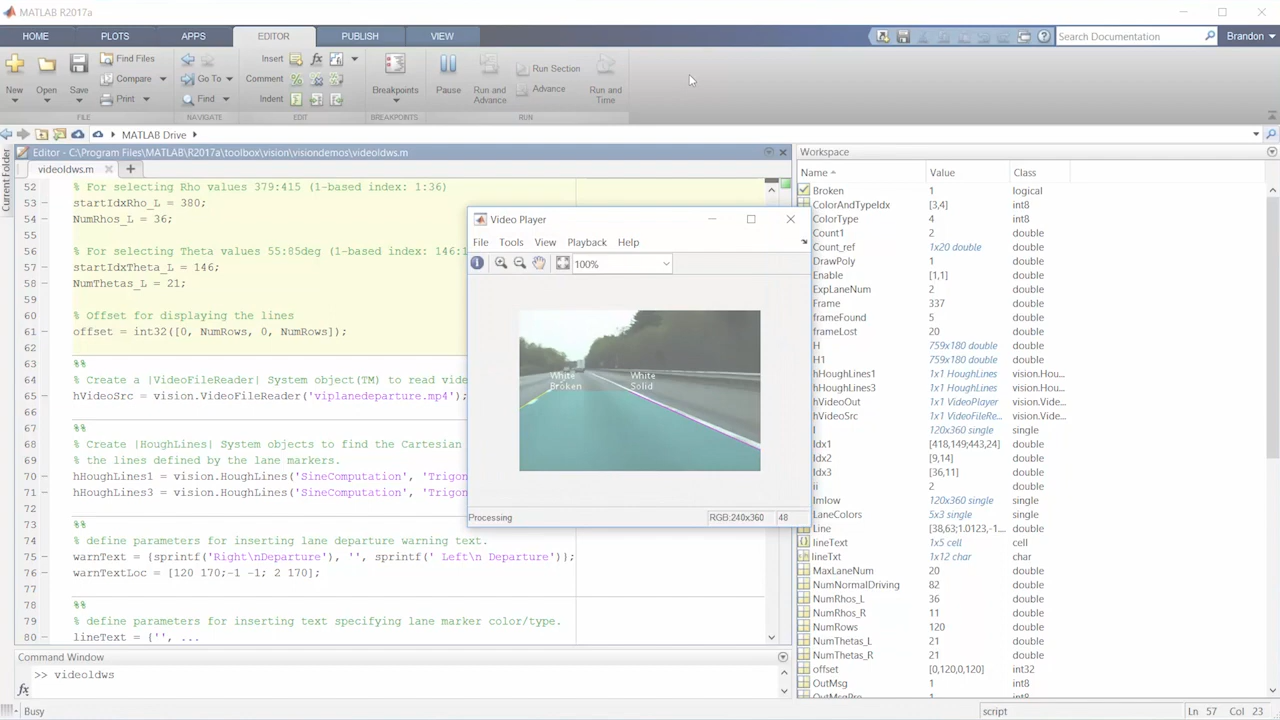 MATLAB R2017a
HOME PLOTS APPS EDITOR PUBLISH VIEW
Search Documentation
Brandon
New
Open
Save
Find Files
Compare
Print
FILE
Go To
Find
NAVIGATE
Insert
Comment
Indent
EDIT
Breakpoints
BREAKPOINTS
Pause
Run and
Advance
Run Section
Advance
Run and
Time
RUN
MATLAB Drive
Current Folder
Editor - C:\Program Files\MATLAB\R2017a\toolbox\vision\visiondemos\videoldws.m
videoldws.m
52 % For selecting Rho values 379:415 (1-based index: 1:36)
53 startIdxRho_L = 380;
54 NumRhos_L = 36;
55
56 % For selecting Theta values 55:85deg (1-based index: 146:1
57 startIdxTheta_L = 146;
58 NumThetas_L = 21;
59
60 % Offset for displaying the lines
61 offset = int32([0, NumRows, 0, NumRows]);
62
63 %%
64 % Create a |VideoFileReader| System object(TM) to read vide
65 hVideoSrc = vision.VideoFileReader('viplanedeparture.mp4');
66
67 %%
68 % Create |HoughLines| System objects to find the Cartesian
69 % the lines defined by the lane markers.
70 hHoughLines1 = vision.HoughLines('SineComputation', 'Trigon
71 hHoughLines3 = vision.HoughLines('SineComputation', 'Trigon
72
73 %%
74 % define parameters for inserting lane departure warning text.
75 warnText = {sprintf('Right\nDeparture'), '', sprintf(' Left\n Departure')};
76 warnTextLoc = [120 170;-1 -1; 2 170];
77
78 %%
79 % define parameters for inserting text specifying lane marker color/type.
80 lineText = {'', ...
Command Window
>> videoldws
fx
Busy
Video Player
File Tools View Playback Help
100%
White
Broken
White
Solid
Processing
RGB:240x360
48
Workspace
Name Value Class
Broken 1 logical
ColorAndTypeIdx [3,4] int8
ColorType 4 int8
Count1 2 double
Count_ref 1x20 double double
DrawPoly 1 double
Enable [1,1] double
ExpLaneNum 2 double
Frame 337 double
frameFound 5 double
frameLost 20 double
H 759x180 double double
H1 759x180 double double
hHoughLines1 1x1 HoughLines vision.Hou...
hHoughLines3 1x1 HoughLines vision.Hou...
hVideoOut 1x1 VideoPlayer vision.Vide...
hVideoSrc 1x1 VideoFileRe... vision.Vide...
I 120x360 single single
Idx1 [418,149;443,24] double
Idx2 [9,14] double
Idx3 [36,11] double
ii 2 double
Imlow 120x360 single single
LaneColors 5x3 single single
Line [38,63;1.0123,-1.... double
lineText 1x5 cell cell
lineTxt 1x12 char char
MaxLaneNum 20 double
NumNormalDriving 82 double
NumRhos_L 36 double
NumRhos_R 11 double
NumRows 120 double
NumThetas_L 21 double
NumThetas_R 21 double
offset [0,120,0,120] int32
OutMsg 1 int8
OutMsgPre 1 int8
script
Ln 57 Col 23